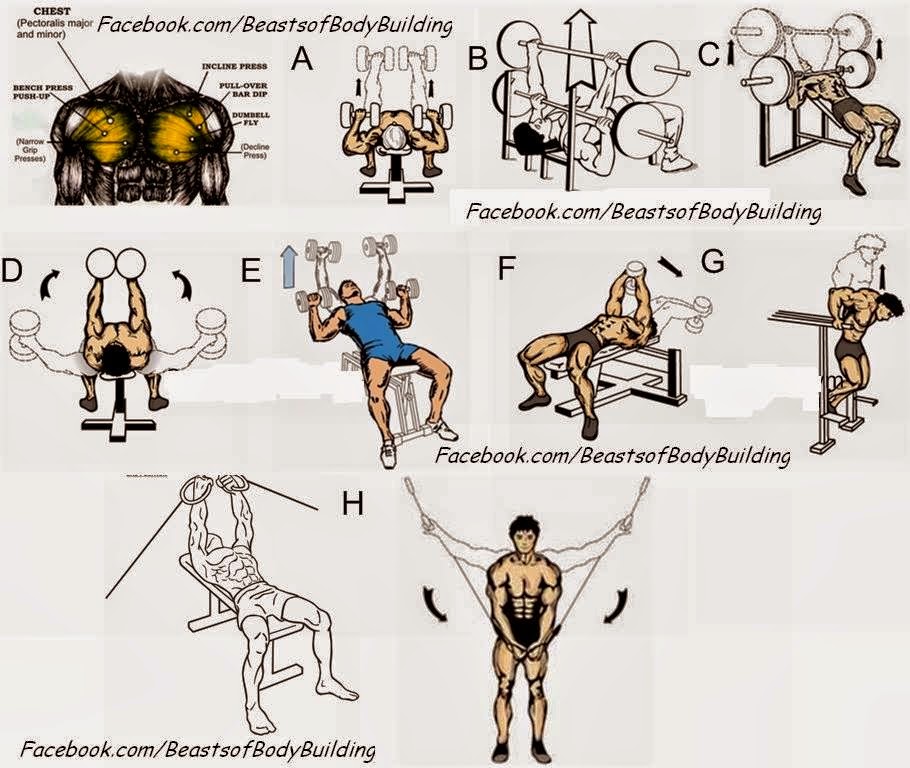 CHEST
(Pectoralis major
and minor)
Facebook.com/BeastsofBodyBuilding
INCLINE PRESS
BENCH PRESS
PUSH-UP
PULL-OVER
BAR DIP
DUMBELL
FLY
(Narrow
Grip
Presses)
(Decline
Press)
A
B
C
Facebook.com/BeastsofBodyBuilding
D
E
F
G
Facebook.com/BeastsofBodyBuilding
H
Facebook.com/BeastsofBodyBuilding